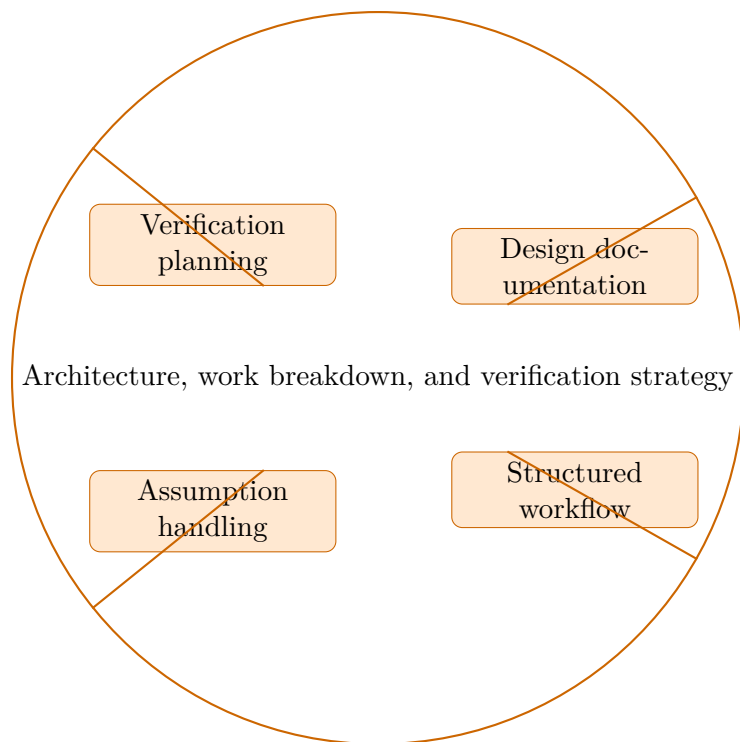 Verification
planning
Design doc-
umentation
Architecture, work breakdown, and verification strategy
Assumption
handling
Structured
workflow